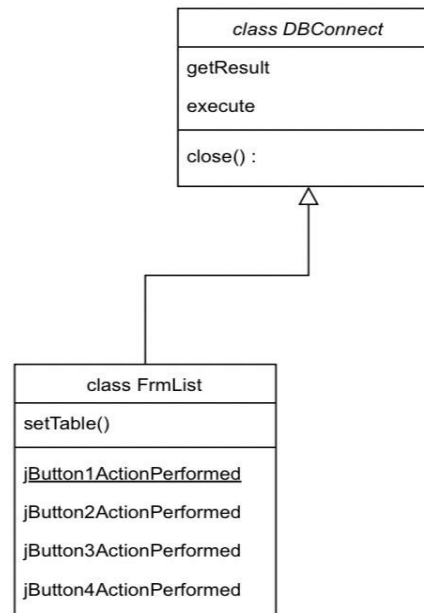 class DBConnect
getResult
execute
close() :
class FrmList
setTable()
jButton1ActionPerformed
jButton2ActionPerformed
jButton3ActionPerformed
jButton4ActionPerformed